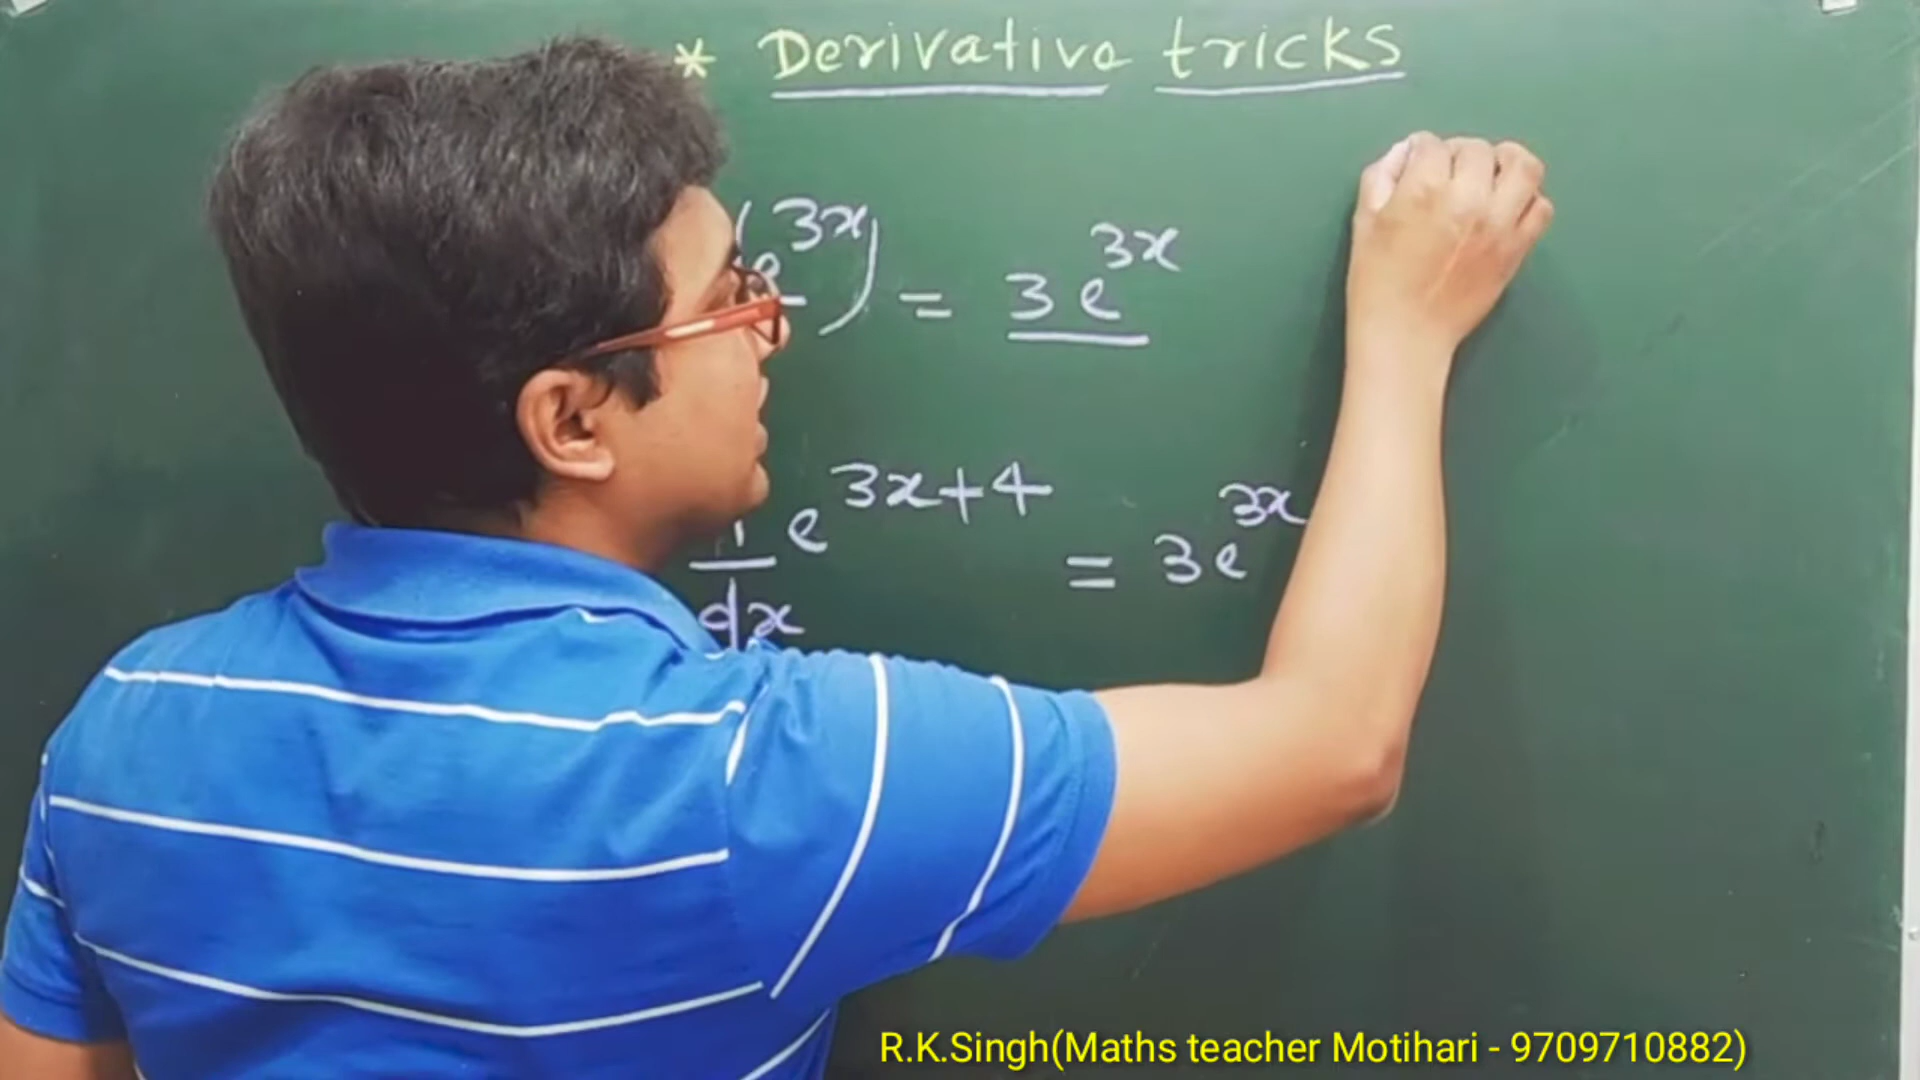 * Derivative tricks
(e^3x) = 3e^3x
d/dx e^3x+4 = 3e^3x
R.K.Singh(Maths teacher Motihari - 9709710882)